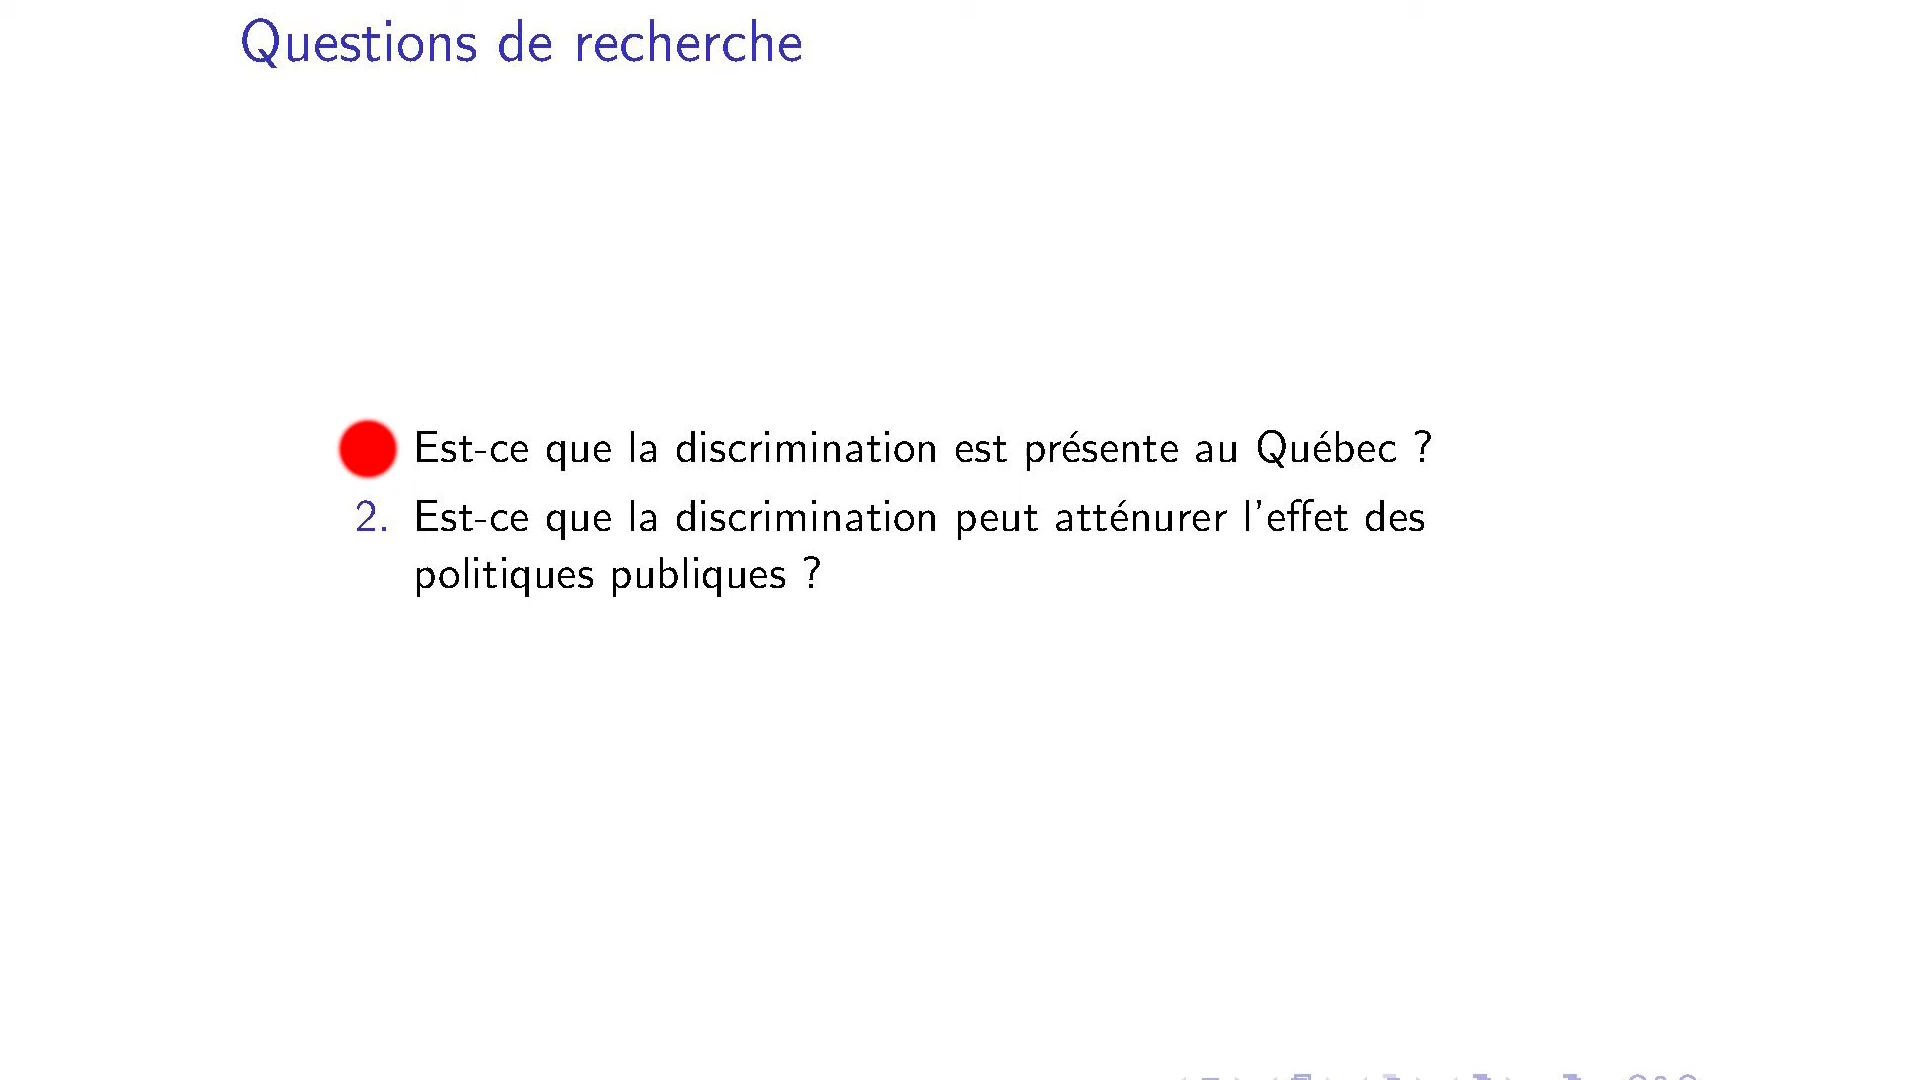 Questions de recherche
Est-ce que la discrimination est présente au Québec ?
2. Est-ce que la discrimination peut atténurer l'effet des
politiques publiques ?